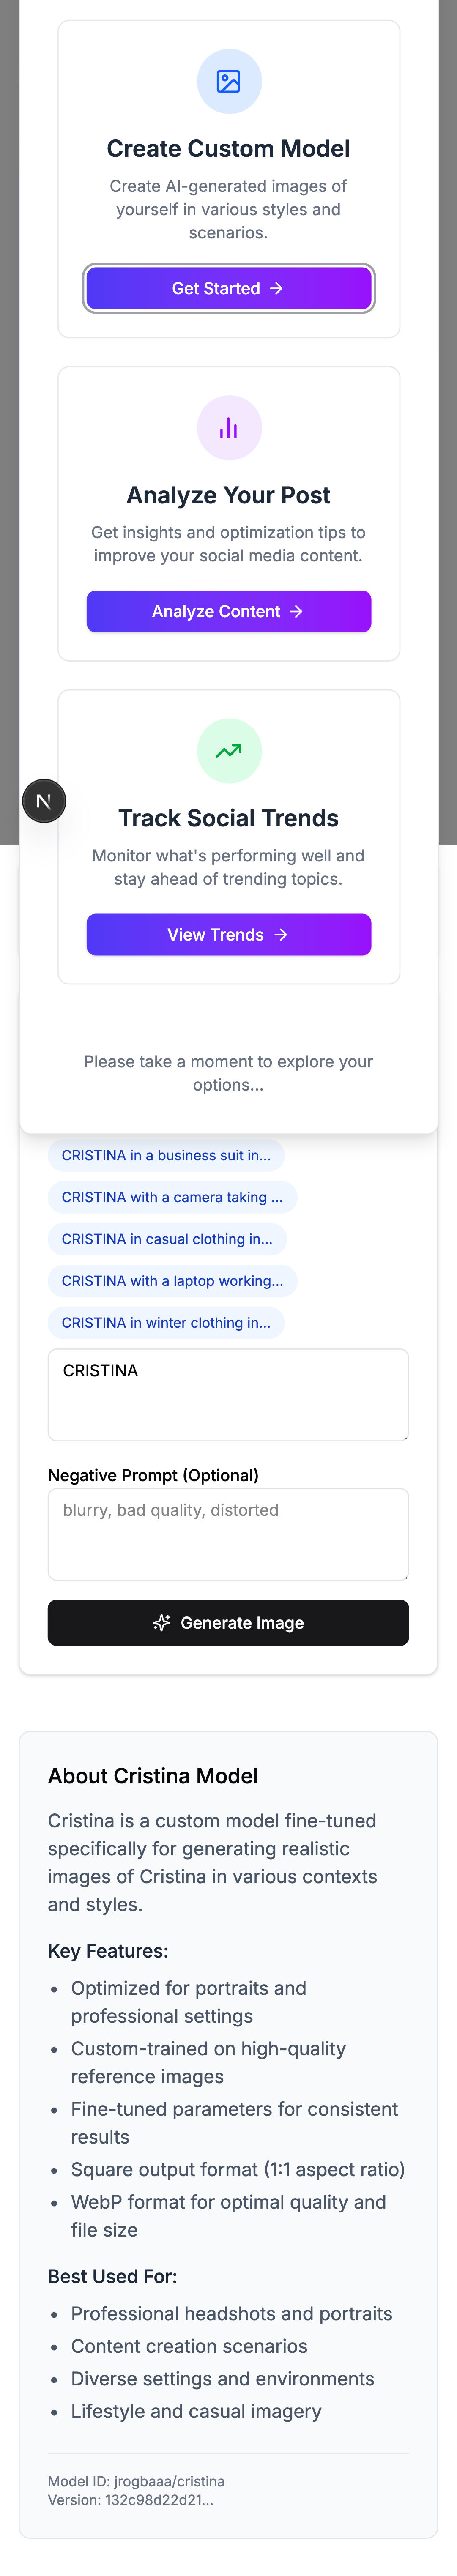 Create Custom Model
Create AI-generated images of
yourself in various styles and
scenarios.
Get Started →
Analyze Your Post
Get insights and optimization tips to
improve your social media content.
Analyze Content →
N
Track Social Trends
Monitor what's performing well and
stay ahead of trending topics.
View Trends →
Please take a moment to explore your
options...
CRISTINA in a business suit in...
CRISTINA with a camera taking ...
CRISTINA in casual clothing in...
CRISTINA with a laptop working...
CRISTINA in winter clothing in...
CRISTINA
Negative Prompt (Optional)
blurry, bad quality, distorted
Generate Image
About Cristina Model
Cristina is a custom model fine-tuned
specifically for generating realistic
images of Cristina in various contexts
and styles.
Key Features:
• Optimized for portraits and
professional settings
• Custom-trained on high-quality
reference images
• Fine-tuned parameters for consistent
results
• Square output format (1:1 aspect ratio)
• WebP format for optimal quality and
file size
Best Used For:
• Professional headshots and portraits
• Content creation scenarios
• Diverse settings and environments
• Lifestyle and casual imagery
Model ID: jrogbaaa/cristina
Version: 132c98d22d21...